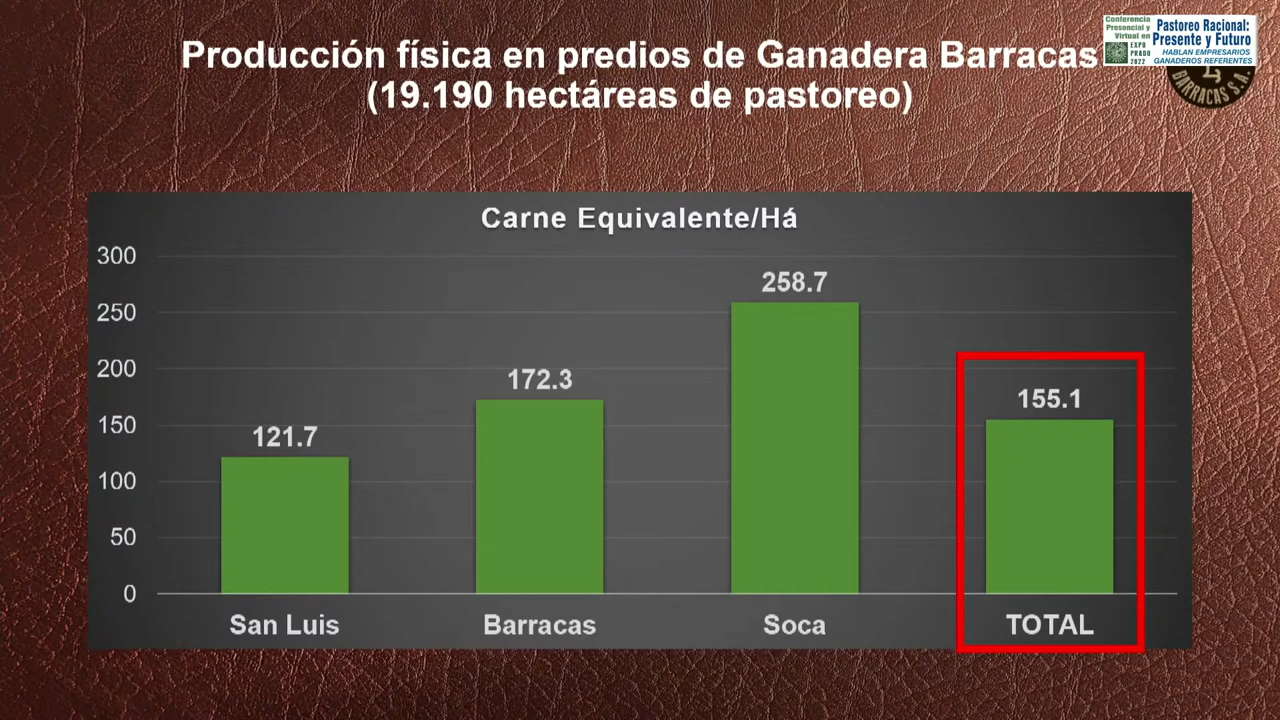 Producción física en predios de Ganadera Barracas
(19.190 hectáreas de pastoreo)
Conferencia
Presencial y
Virtual en
EXPO
PRADO
2022
Pastoreo Racional:
Presente y Futuro
HABLAN EMPRESARIOS
GANADEROS REFERENTES
BARRACAS S.A.
Carne Equivalente/Há
300
250
200
150
100
50
0
121.7
172.3
258.7
155.1
San Luis
Barracas
Soca
TOTAL